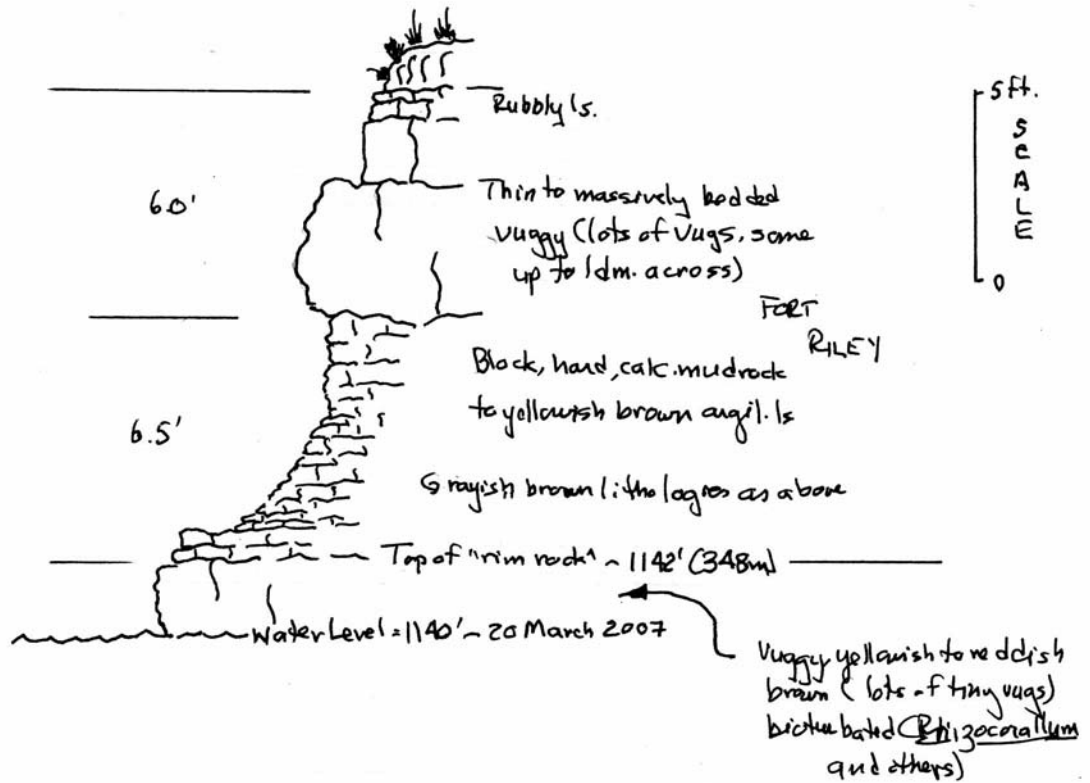 5 ft.
SCALE
0
Rubbly ls.
6.0'
Thin to massively bedded
vuggy (lots of vugs, some
up to 1dm. across)
FORT
RILEY
Block, hard, calc. mudrock
to yellowish brown argil. ls
6.5'
Grayish brown lithologies as above
Top of "rim rock" ~ 1142' (348m)
Water Level = 1140' ~ 20 March 2007
Vuggy yellowish to reddish
brown (lots of tiny vugs)
bioturbated (Rhizocorallum
and others)